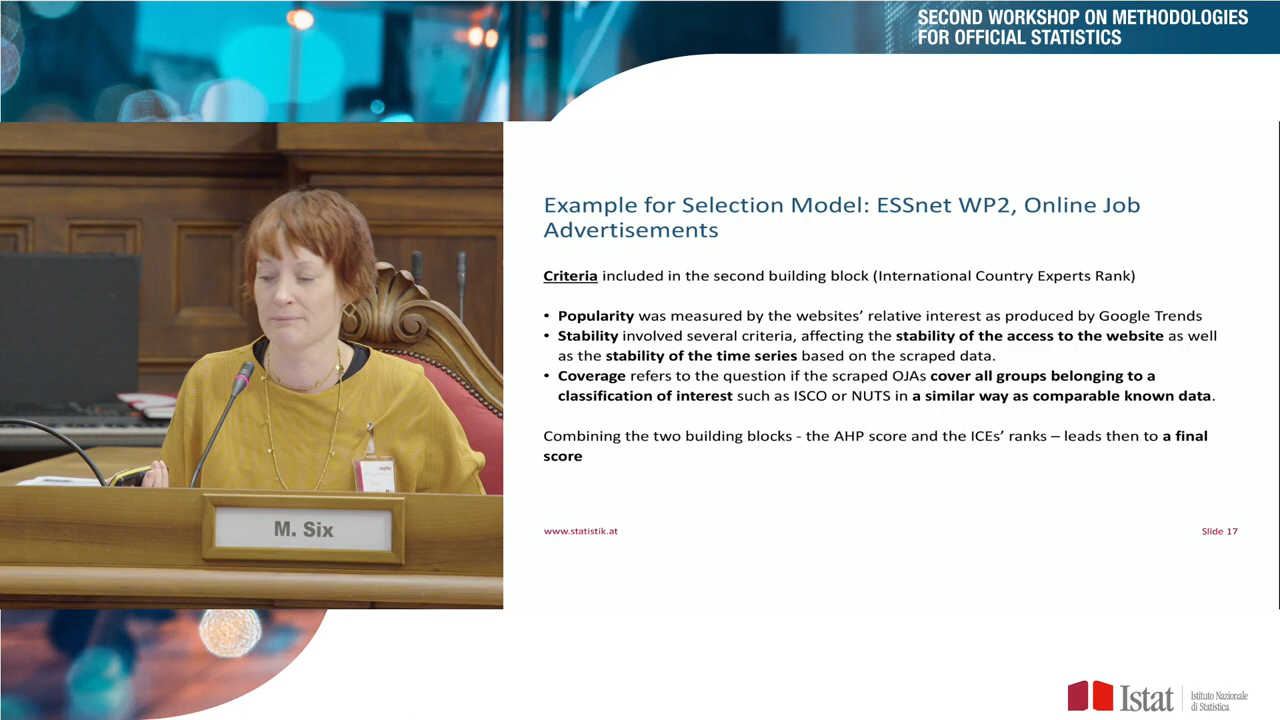 SECOND WORKSHOP ON METHODOLOGIES
FOR OFFICIAL STATISTICS
Example for Selection Model: ESSnet WP2, Online Job
Advertisements
Criteria included in the second building block (International Country Experts Rank)
• Popularity was measured by the websites’ relative interest as produced by Google Trends
• Stability involved several criteria, affecting the stability of the access to the website as well
as the stability of the time series based on the scraped data.
• Coverage refers to the question if the scraped OJAs cover all groups belonging to a
classification of interest such as ISCO or NUTS in a similar way as comparable known data.
Combining the two building blocks - the AHP score and the ICEs’ ranks – leads then to a final
score
www.statistik.at
Slide 17
M. Six
Istat
Istituto Nazionale
di Statistica